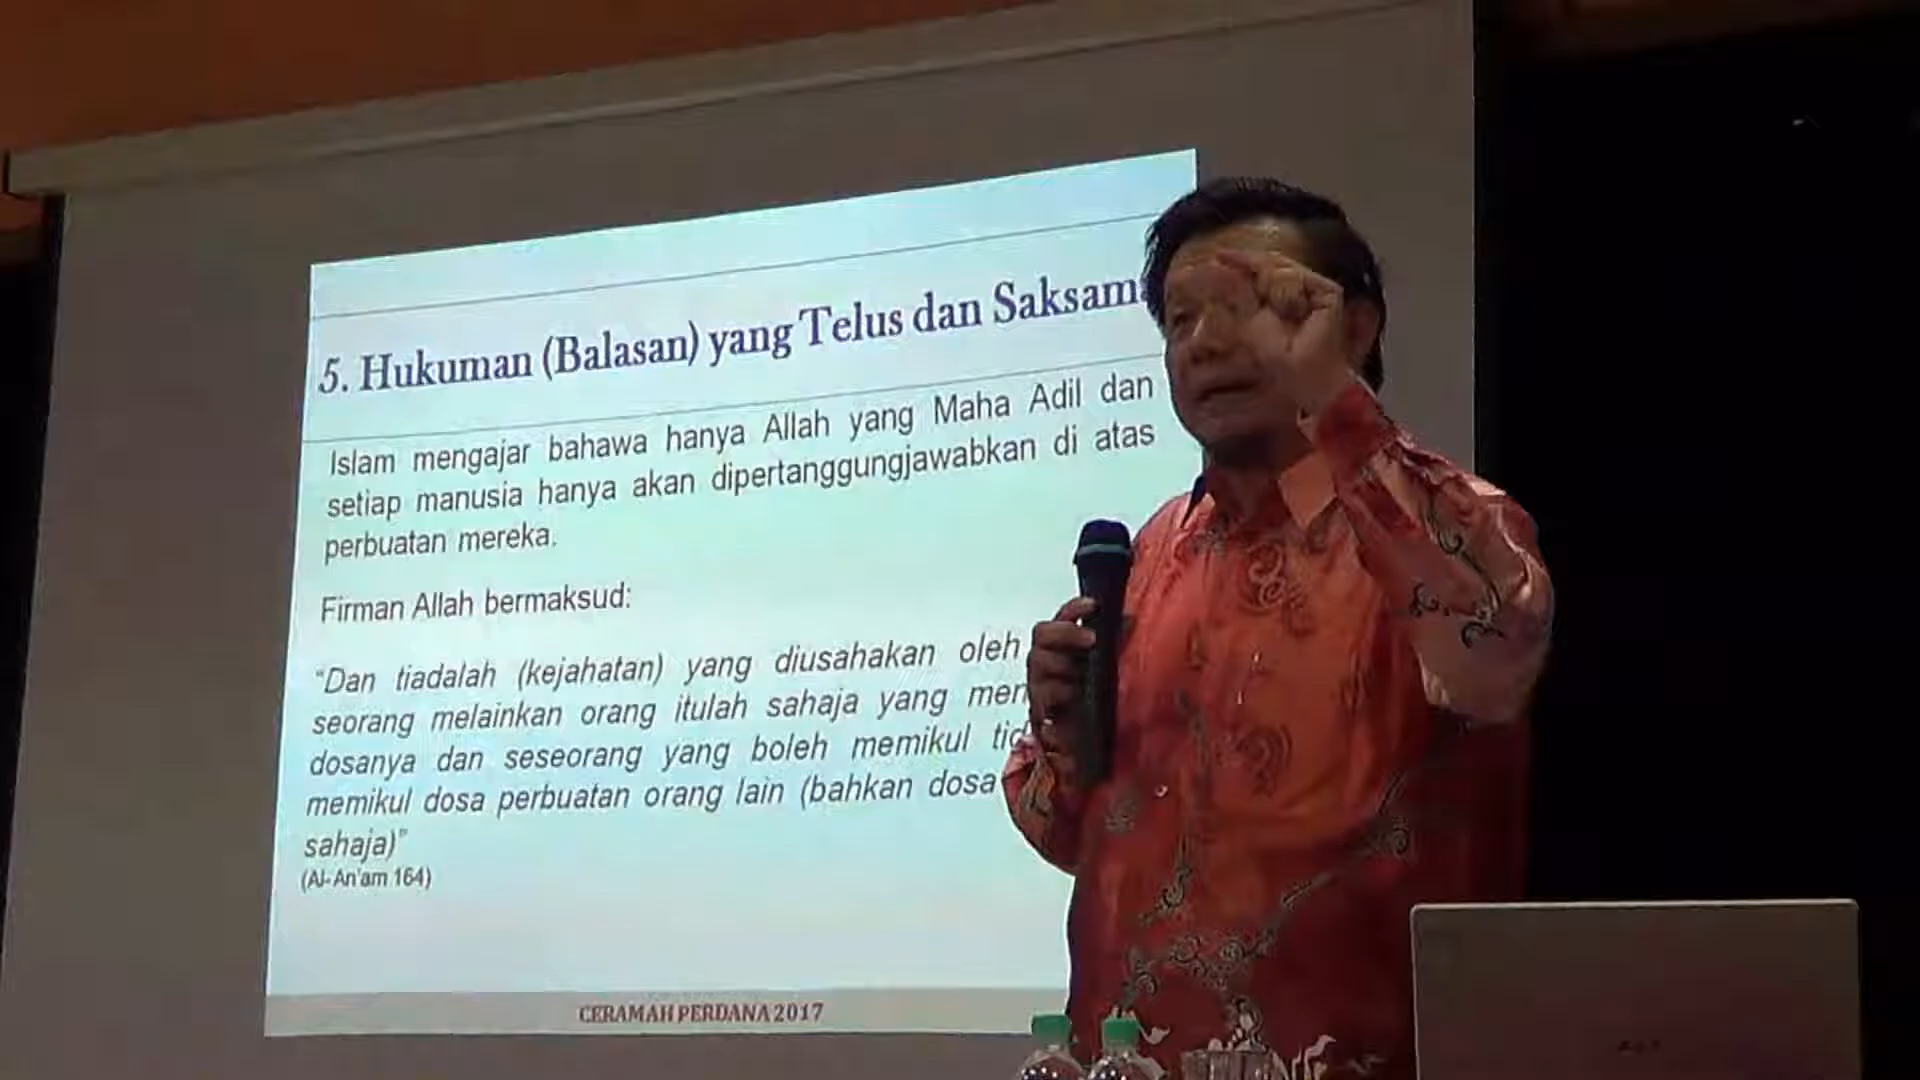 5. Hukuman (Balasan) yang Telus dan Saksam
Islam mengajar bahawa hanya Allah yang Maha Adil dan
setiap manusia hanya akan dipertanggungjawabkan di atas
perbuatan mereka.
Firman Allah bermaksud:
“Dan tiadalah (kejahatan) yang diusahakan oleh
seorang melainkan orang itulah sahaja yang men
dosanya dan seseorang yang boleh memikul
memikul dosa perbuatan orang lain (bahkan dosa
sahaja)”
(Al-An'am 164)
CERAMAH PERDANA 2017